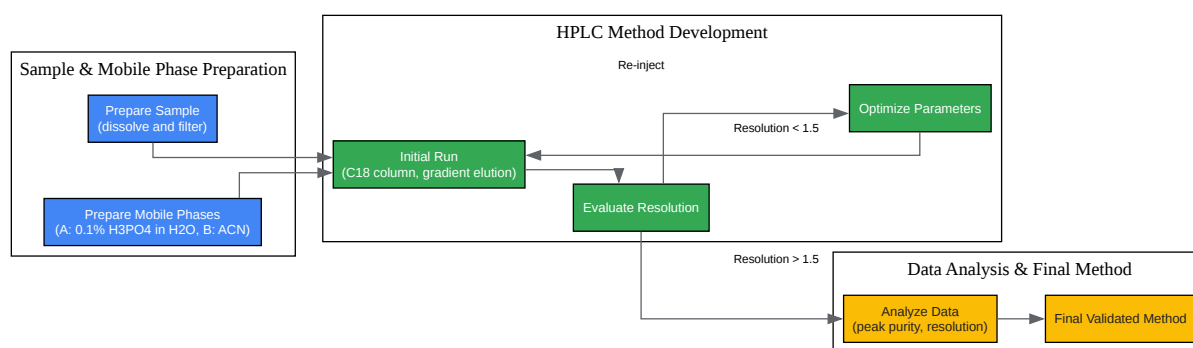 Sample & Mobile Phase Preparation
Prepare Sample
(dissolve and filter)
Prepare Mobile Phases
(A: 0.1% H3PO4 in H2O, B: ACN)
HPLC Method Development
Re-inject
Optimize Parameters
Resolution < 1.5
Initial Run
(C18 column, gradient elution)
Evaluate Resolution
Resolution > 1.5
Data Analysis & Final Method
Analyze Data
(peak purity, resolution)
Final Validated Method